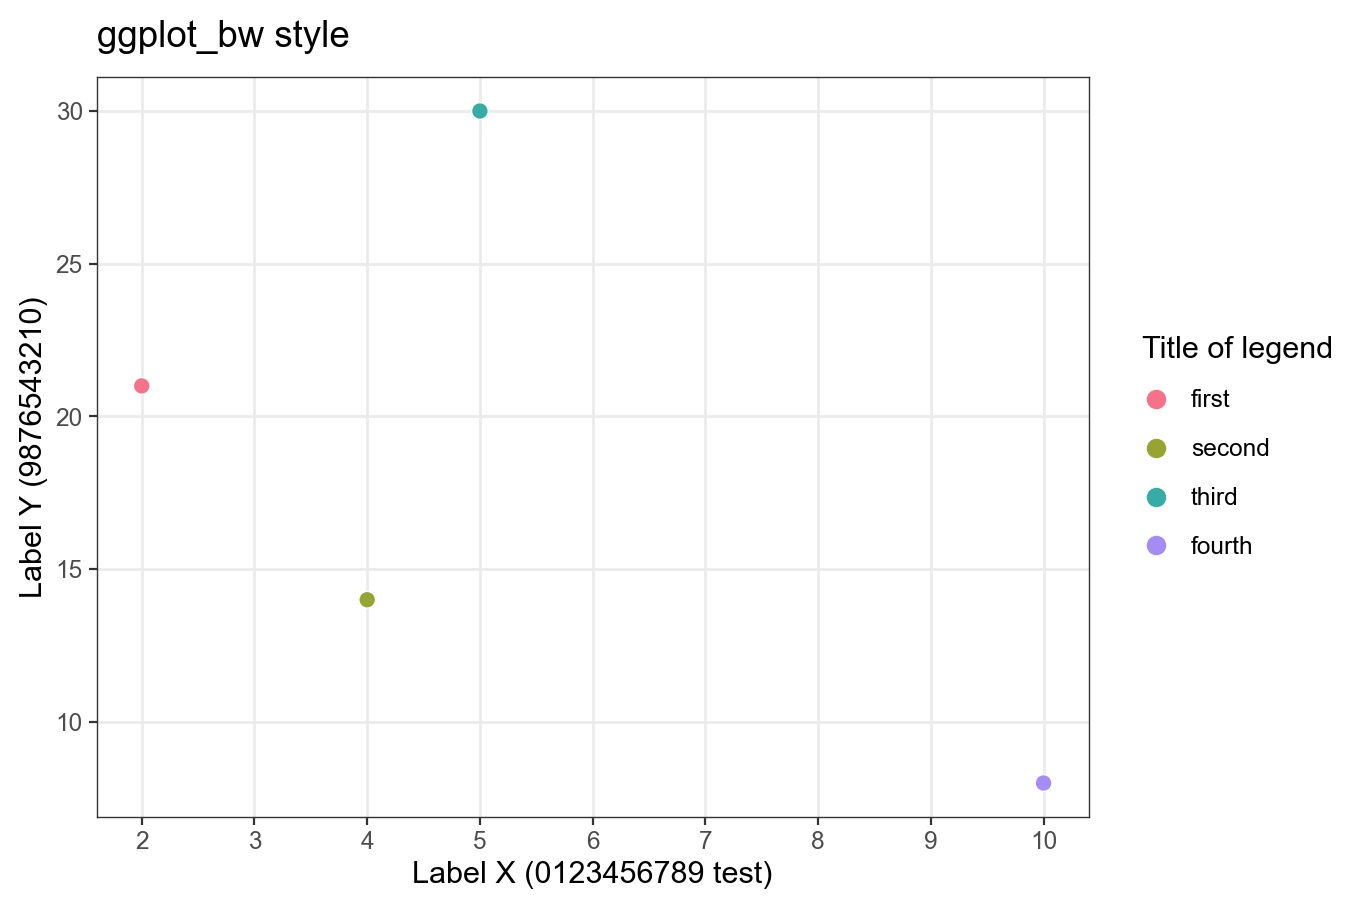 ggplot_bw style
30
25
20
15
10
Label Y (9876543210)
2 3 4 5 6 7 8 9 10
Label X (0123456789 test)
Title of legend
first
second
third
fourth